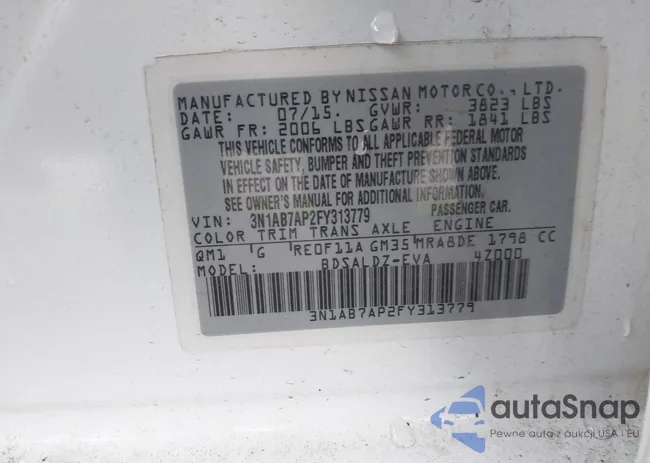 MANUFACTURED BY NISSAN MOTOR CO., LTD.
DATE: 07/15. GVWR: 3823 LBS
GAWR FR: 2006 LBS GAWR RR: 1841 LBS
THIS VEHICLE CONFORMS TO ALL APPLICABLE FEDERAL MOTOR
VEHICLE SAFETY, BUMPER AND THEFT PREVENTION STANDARDS
IN EFFECT ON THE DATE OF MANUFACTURE SHOWN ABOVE.
SEE OWNER'S MANUAL FOR ADDITIONAL INFORMATION
VIN: 3N1AB7AP2FY313779 PASSENGER CAR.
COLOR TRIM TRANS AXLE ENGINE
QM1 G RE0F11A GM35 MRA8DE 1798 CC
MODEL: BDSALDZ-EVA 4Z000
3N1AB7AP2FY313779
autoSnap
Pewne auta z aukcji USA i EU